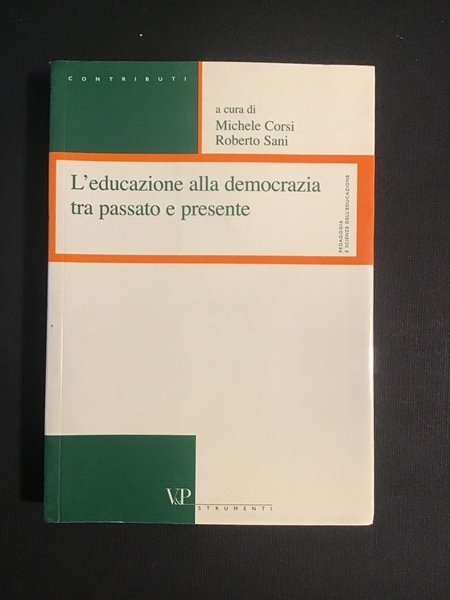 CONTRIBUTI
a cura di
Michele Corsi
Roberto Sani
L'educazione alla democrazia
tra passato e presente
PEDAGOGIA
E SCIENZE DELL'EDUCAZIONE
V&P
STRUMENTI